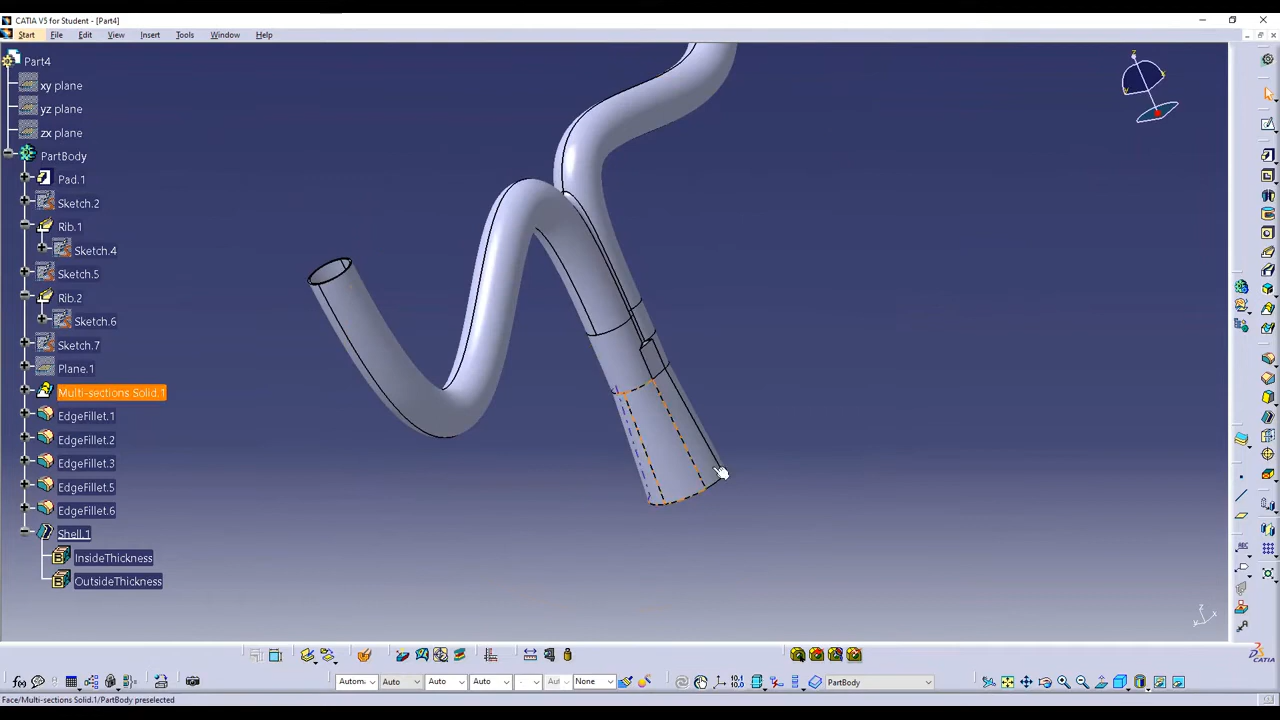 CATIA V5 for Student - [Part4]
Start File Edit View Insert Tools Window Help
Part4
xy plane
yz plane
zx plane
PartBody
Pad.1
Sketch.2
Rib.1
Sketch.4
Sketch.5
Rib.2
Sketch.6
Sketch.7
Plane.1
Multi-sections Solid.1
EdgeFillet.1
EdgeFillet.2
EdgeFillet.3
EdgeFillet.5
EdgeFillet.6
Shell.1
InsideThickness
OutsideThickness
Autom Auto Auto Auto Aut None PartBody
CATIA
Face/Multi-sections Solid.1/PartBody preselected